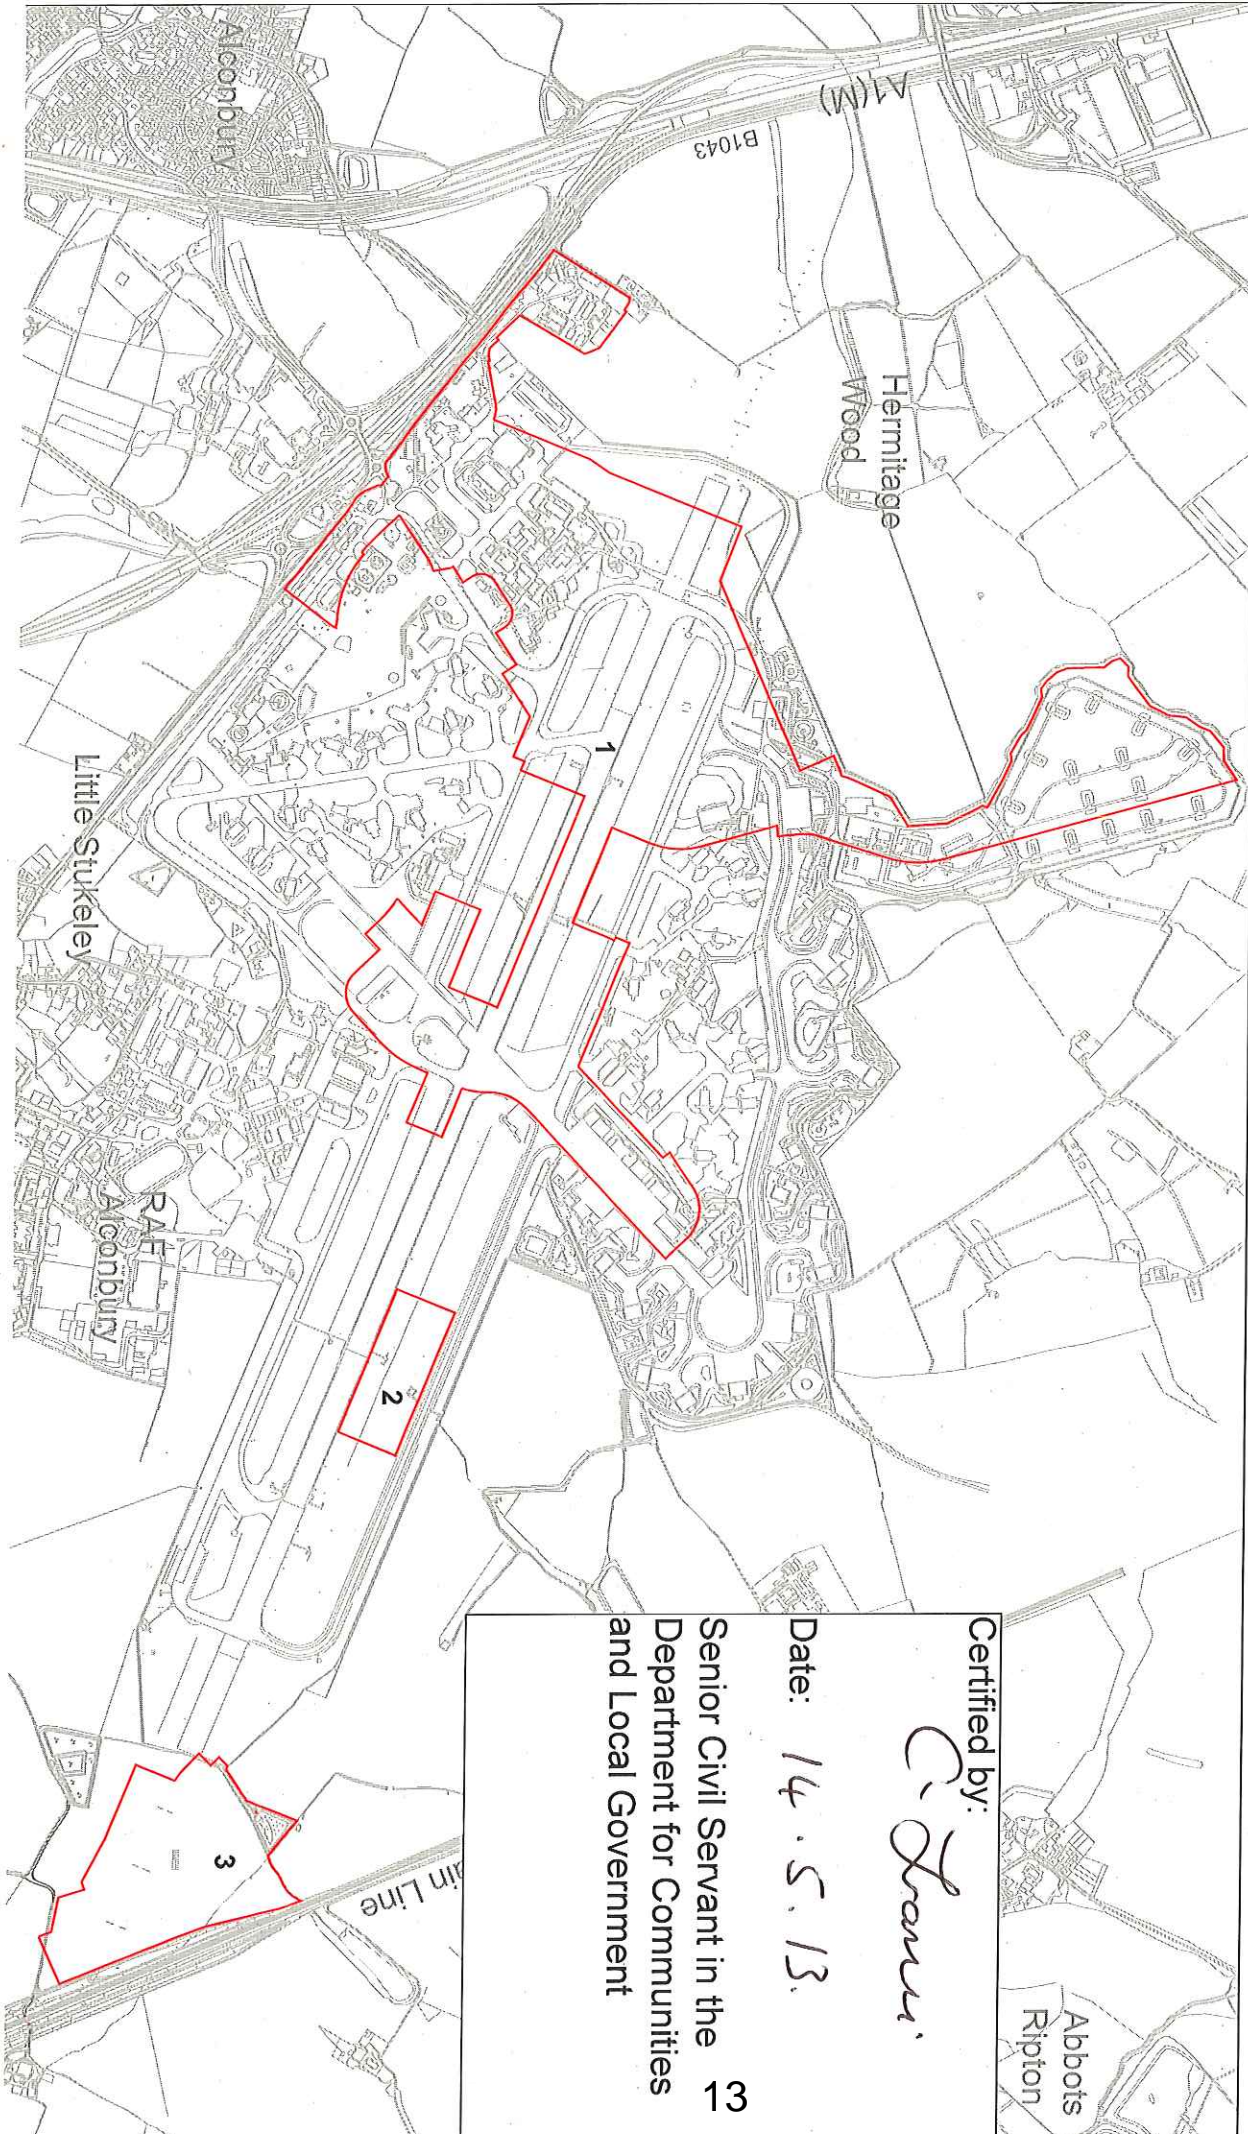 Alconbury
A1(M)
B1043
Hermitage
Wood
1
Little Stukeley
RAF
Alconbury
2
3
ain Line
Abbots
Ripton
Certified by:
Date: 14.5.13.
Senior Civil Servant in the
Department for Communities
and Local Government
13